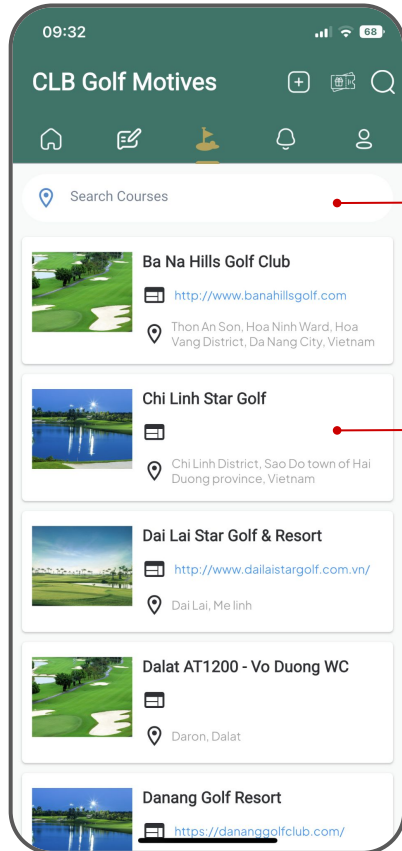 09:32
68
CLB Golf Motives
Search Courses
Ba Na Hills Golf Club
http://www.banahillsgolf.com
Thon An Son, Hoa Ninh Ward, Hoa
Vang District, Da Nang City, Vietnam
Chi Linh Star Golf
Chi Linh District, Sao Do town of Hai
Duong province, Vietnam
Dai Lai Star Golf & Resort
http://www.dailaistargolf.com.vn/
Dai Lai, Me linh
Dalat AT1200 - Vo Duong WC
Daron, Dalat
Danang Golf Resort
https://dananggolfclub.com/